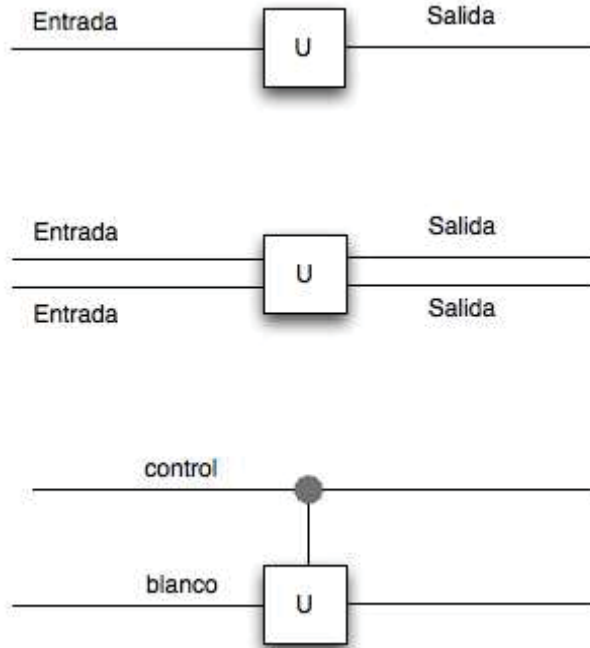 Entrada
Salida
U
Entrada
Salida
U
Entrada
Salida
control
blanco
U